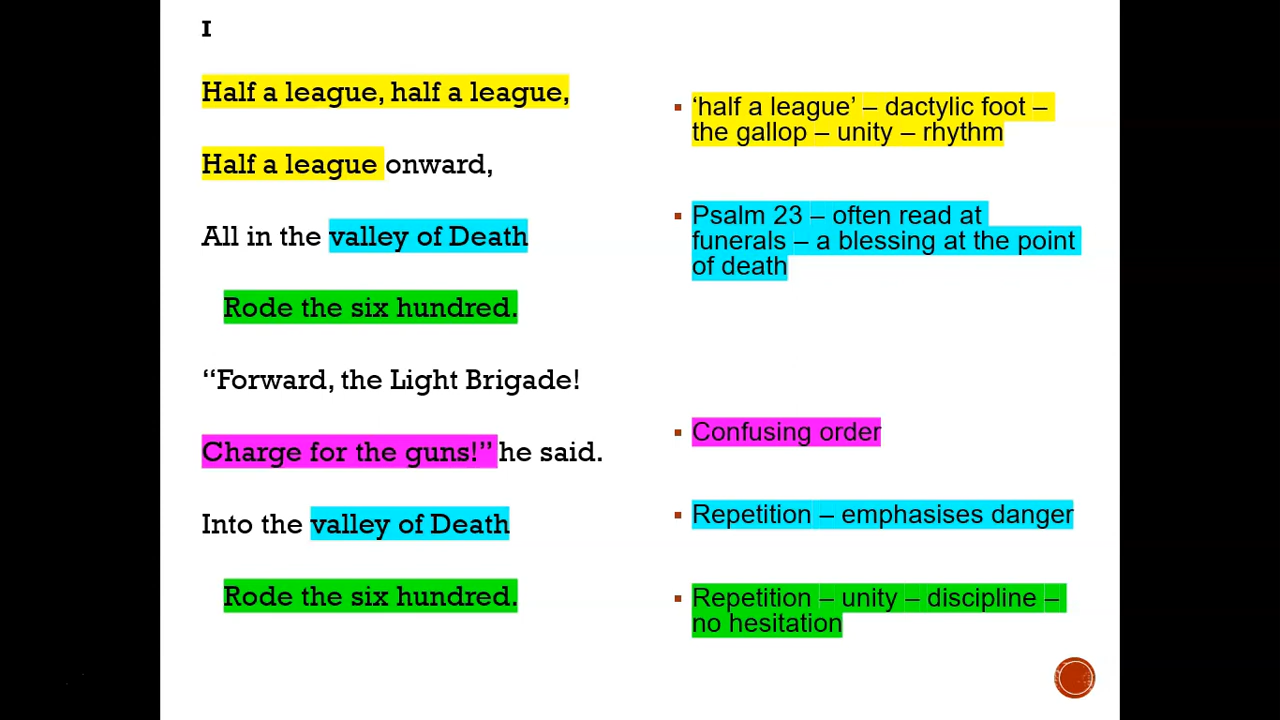 I
Half a league, half a league,
Half a league onward,
All in the valley of Death
Rode the six hundred.
“Forward, the Light Brigade!
Charge for the guns!” he said.
Into the valley of Death
Rode the six hundred.
‘half a league’ – dactylic foot –
the gallop – unity – rhythm
Psalm 23 – often read at
funerals – a blessing at the point
of death
Confusing order
Repetition – emphasises danger
Repetition – unity – discipline –
no hesitation